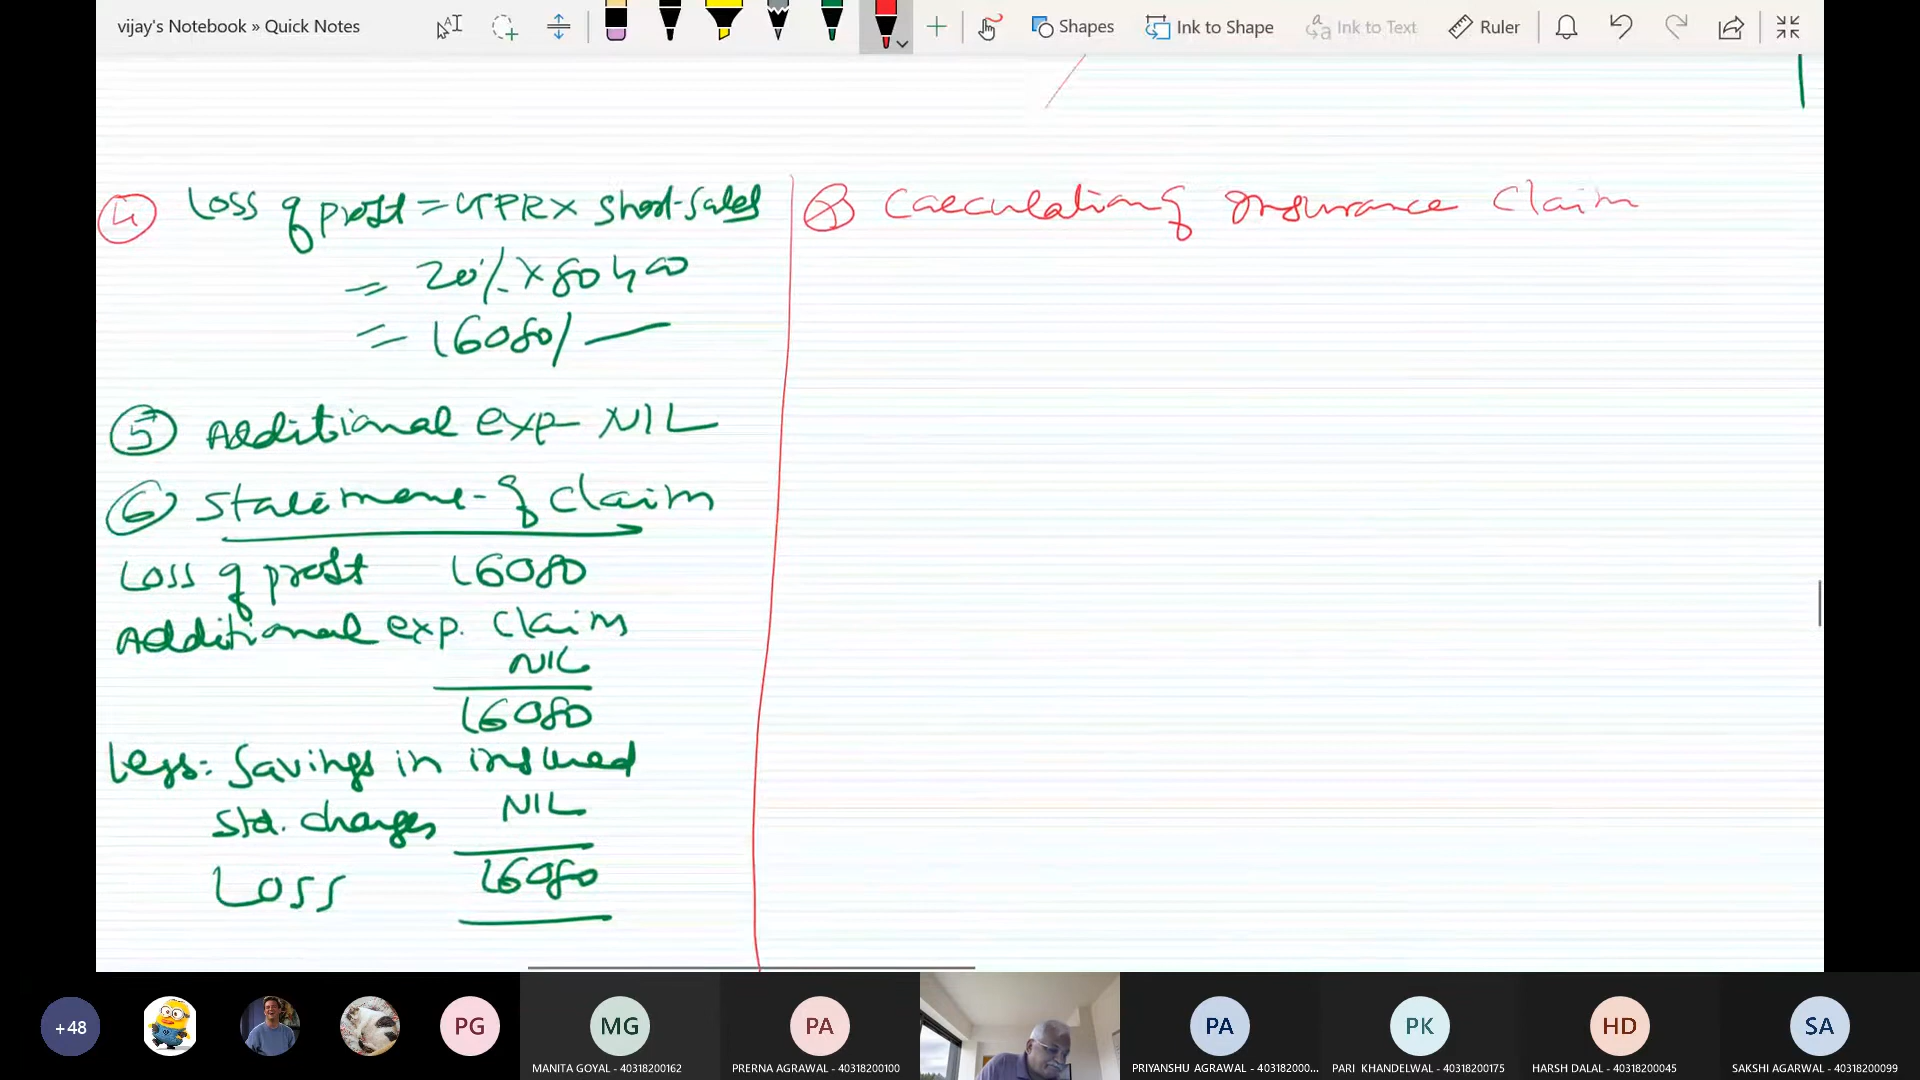 vijay's Notebook » Quick Notes
Shapes
Ink to Shape
Ink to Text
Ruler
④ Loss of profit = GPR x Short-Sales
= 20% x 80400
= 16080/—
⑤ Additional exp NIL
⑥ Statement of claim
Loss of profit 16080
Additional exp. claim
NIL
16080
Less: Savings in insured
Std. charges NIL
Loss 16080
Calculation of Insurance Claim
+48
PG
MG
PA
PA
PK
HD
SA
MANITA GOYAL - 40318200162
PRERNA AGRAWAL - 40318200100
PRIYANSHU AGRAWAL - 403182000...
PARI KHANDELWAL - 40318200175
HARSH DALAL - 40318200045
SAKSHI AGARWAL - 40318200099